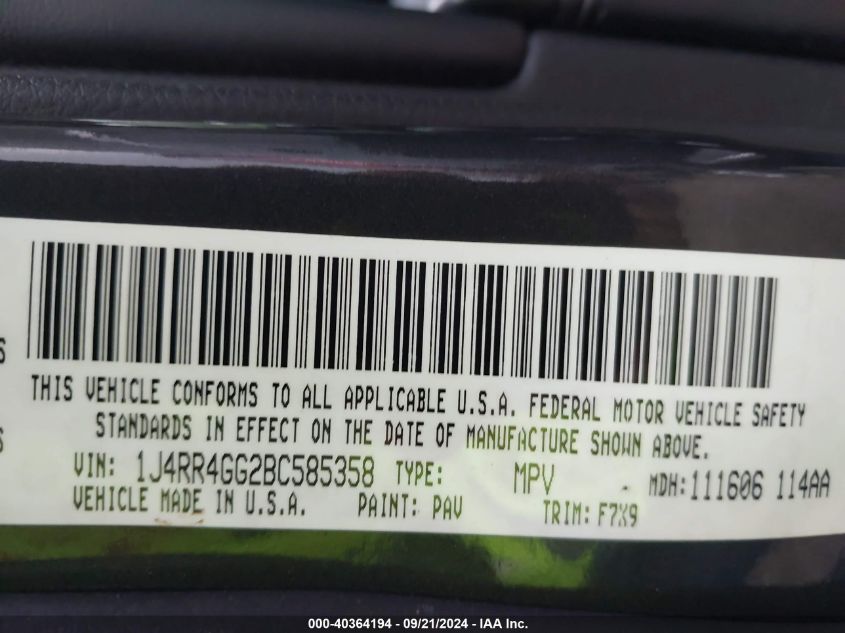 THIS VEHICLE CONFORMS TO ALL APPLICABLE U.S.A. FEDERAL MOTOR VEHICLE SAFETY
STANDARDS IN EFFECT ON THE DATE OF MANUFACTURE SHOWN ABOVE.
VIN: 1J4RR4GG2BC585358 TYPE: MPV MDH:111606 114AA
VEHICLE MADE IN U.S.A. PAINT: PAV TRIM: F7X9
000-40364194 - 09/21/2024 - IAA Inc.